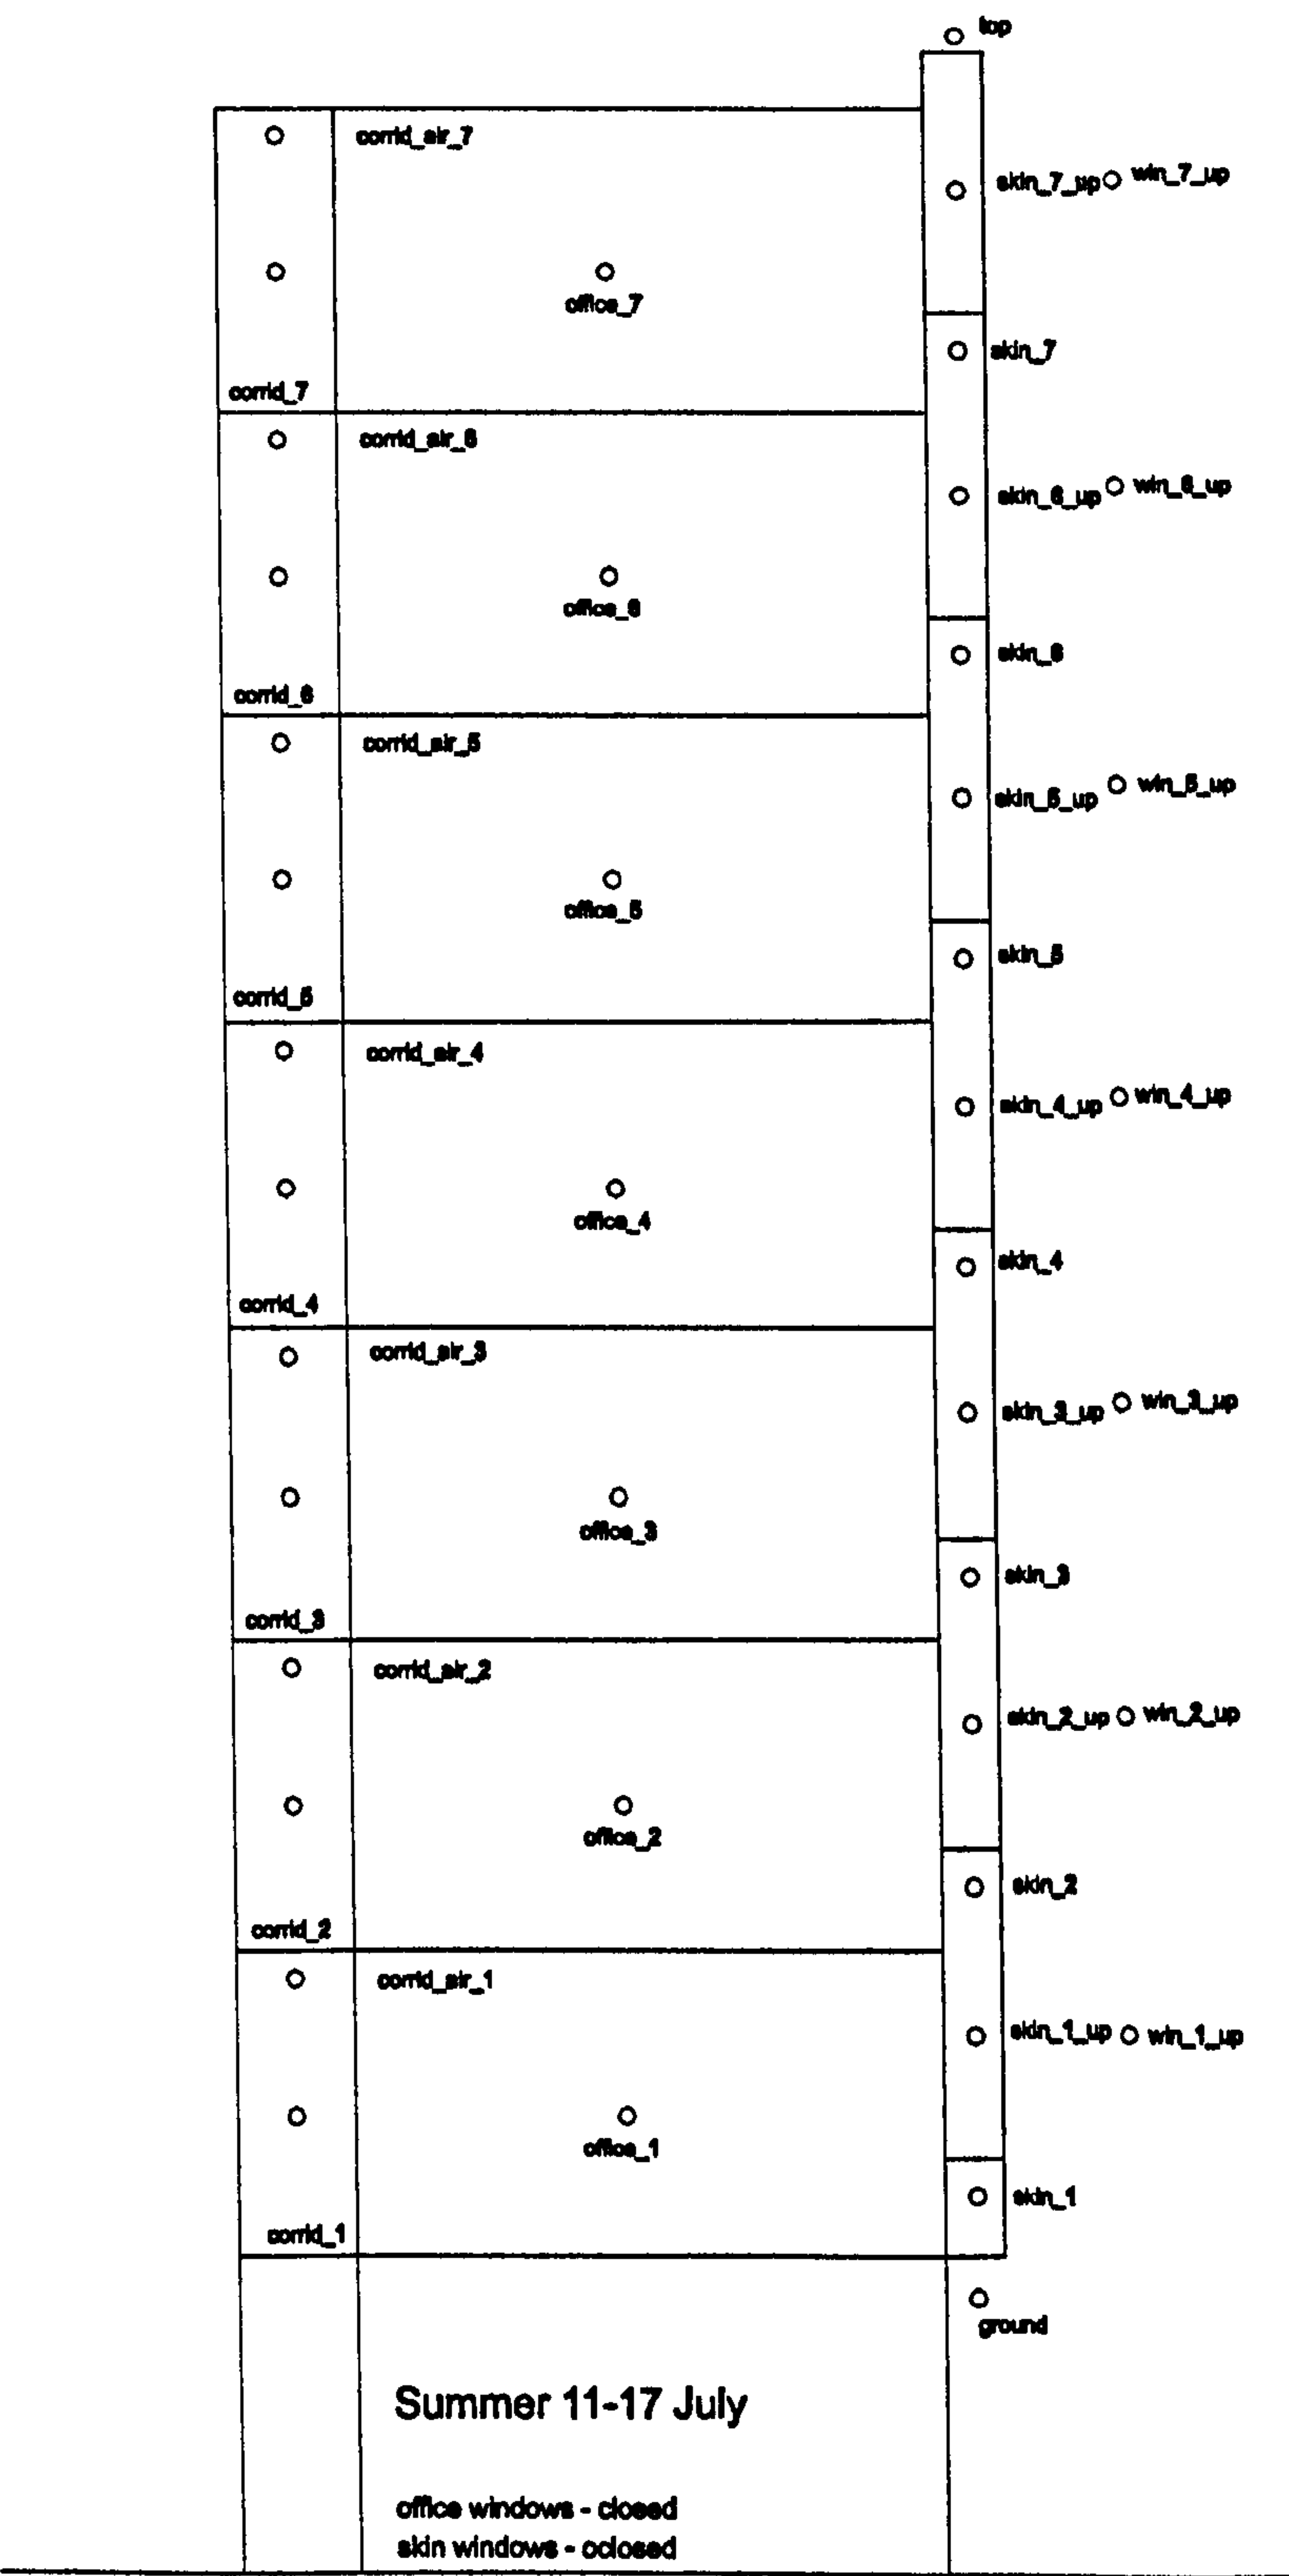 top
corrid_air_7
skin_7_up win_7_up
office_7
skin_7
corrid_7
corrid_air_6
skin_6_up win_6_up
office_6
skin_6
corrid_6
corrid_air_5
skin_5_up win_5_up
office_5
skin_5
corrid_5
corrid_air_4
skin_4_up win_4_up
office_4
skin_4
corrid_4
corrid_air_3
skin_3_up win_3_up
office_3
skin_3
corrid_3
corrid_air_2
skin_2_up win_2_up
office_2
skin_2
corrid_2
corrid_air_1
skin_1_up win_1_up
office_1
skin_1
corrid_1
ground
Summer 11-17 July
office windows - closed
skin windows - oclosed